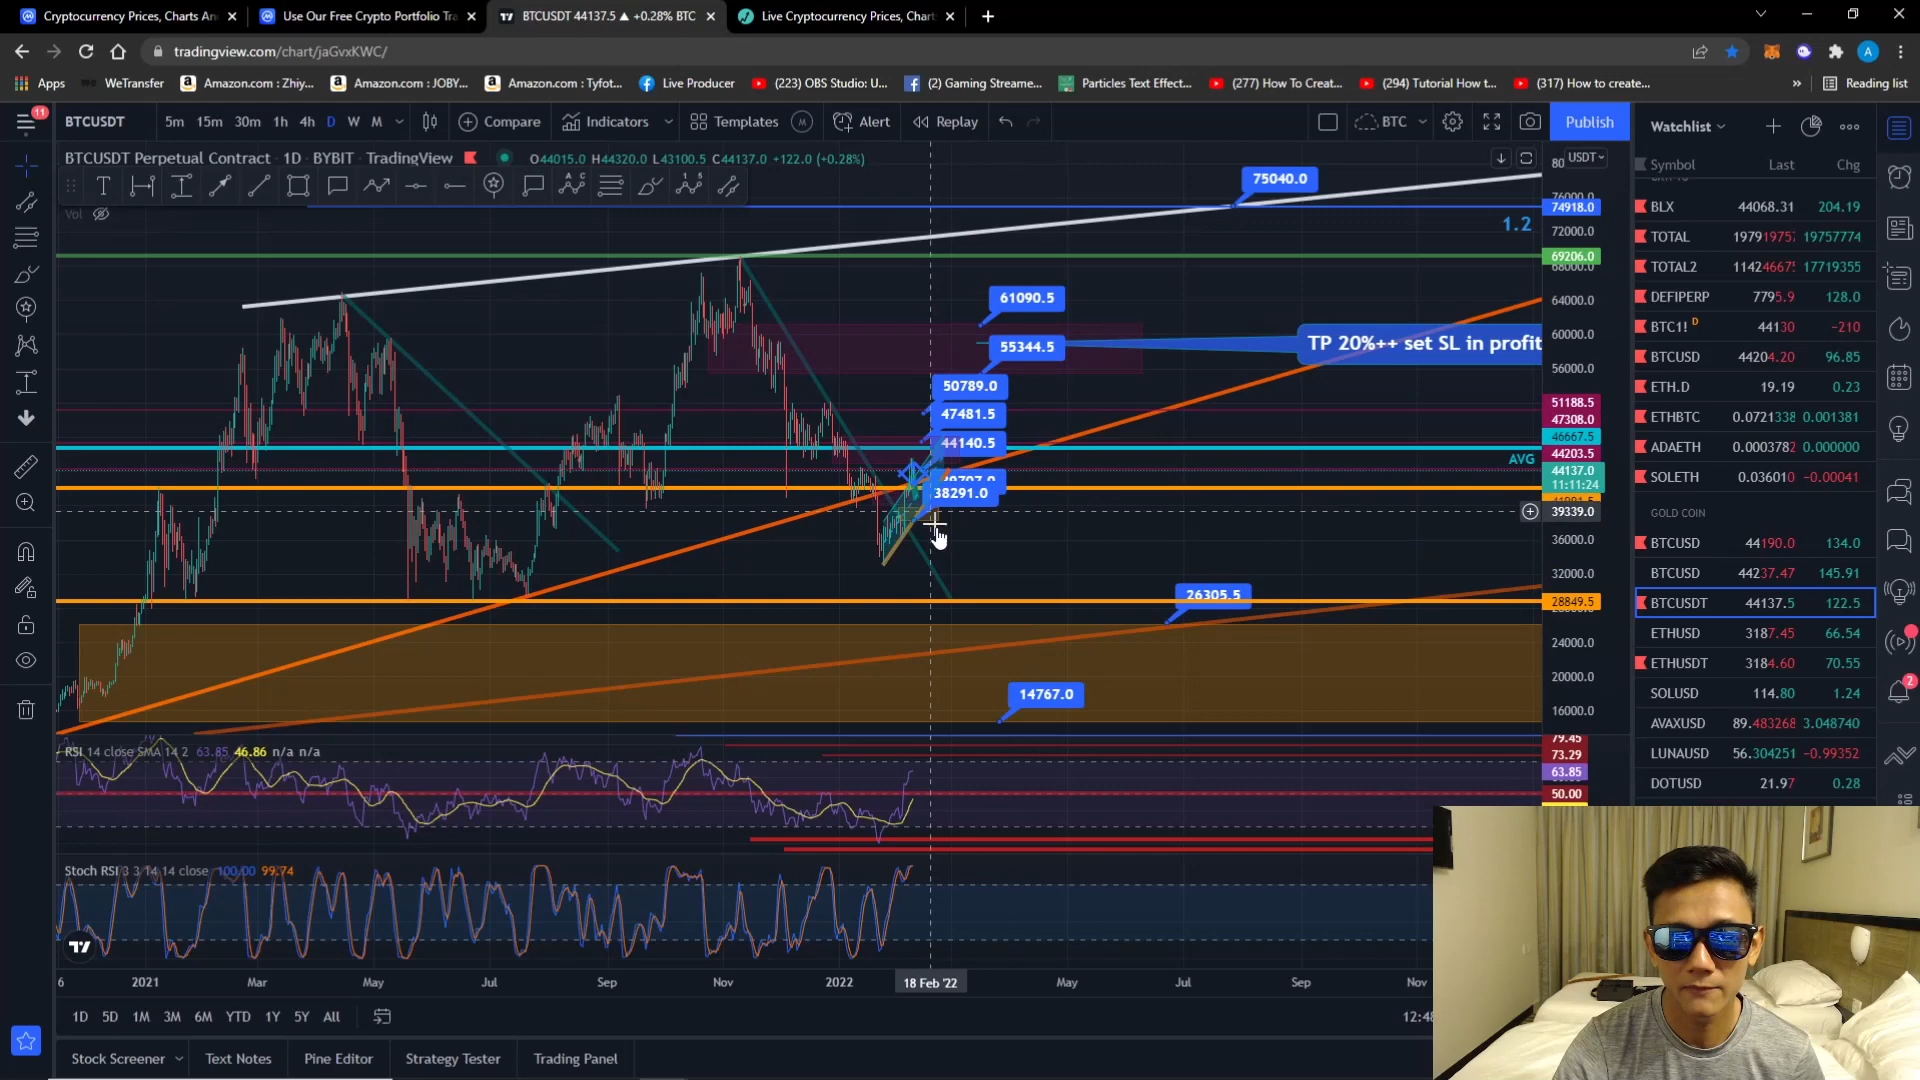 Cryptocurrency Prices, Charts An
Use Our Free Crypto Portfolio Tra
BTCUSDT 44137.5 ▲ +0.28% BTC
Live Cryptocurrency Prices, Chart
tradingview.com/chart/jaGvxKWC/
Apps
WeTransfer
Amazon.com : Zhiy...
Amazon.com : JOBY...
Amazon.com : Tyfot...
Live Producer
(223) OBS Studio: U...
(2) Gaming Streame...
Particles Text Effect...
(277) How To Creat...
(294) Tutorial How t...
(317) How to create...
Reading list
11
BTCUSDT
5m 15m 30m 1h 4h D W M
Compare
Indicators
Templates
M
Alert
Replay
BTC
Publish
Watchlist
BTCUSDT Perpetual Contract · 1D · BYBIT · TradingView
O44015.0 H44320.0 L43100.5 C44137.0 +122.0 (+0.28%)
Vol
USDT
80
76000.0
74918.0
72000.0
69206.0
68000.0
64000.0
60000.0
56000.0
51188.5
47308.0
46667.5
44203.5
44137.0
11:11:24
39339.0
36000.0
32000.0
28849.5
24000.0
20000.0
16000.0
75040.0
1.2
61090.5
55344.5
TP 20%++ set SL in profit
50789.0
47481.5
44140.5
AVG
38291.0
26305.5
14767.0
RSI 14 close SMA 14 2 63.85 46.86 n/a n/a
79.45
73.29
63.85
50.00
Stoch RSI 3 3 14 14 close 100.00 99.74
6 2021 Mar May Jul Sep Nov 2022 18 Feb '22 May Jul Sep Nov
1D 5D 1M 3M 6M YTD 1Y 5Y All
12:48
Stock Screener
Text Notes
Pine Editor
Strategy Tester
Trading Panel
Symbol Last Chg
BLX 44068.31 204.19
TOTAL 19757774
TOTAL2 17719355
DEFIPERP 7795.9 128.0
BTC1! D 44130 −210
BTCUSD 44204.20 96.85
ETH.D 19.19 0.23
ETHBTC 0.0721338 0.001381
ADAETH 0.0003782 0.000000
SOLETH 0.036010 −0.00041
GOLD COIN
BTCUSD 44190.0 134.0
BTCUSD 44237.47 145.91
BTCUSDT 44137.5 122.5
ETHUSD 3187.45 66.54
ETHUSDT 3184.60 70.55
SOLUSD 114.80 1.24
AVAXUSD 89.483268 3.048740
LUNAUSD 56.304251 −0.99352
DOTUSD 21.97 0.28
2